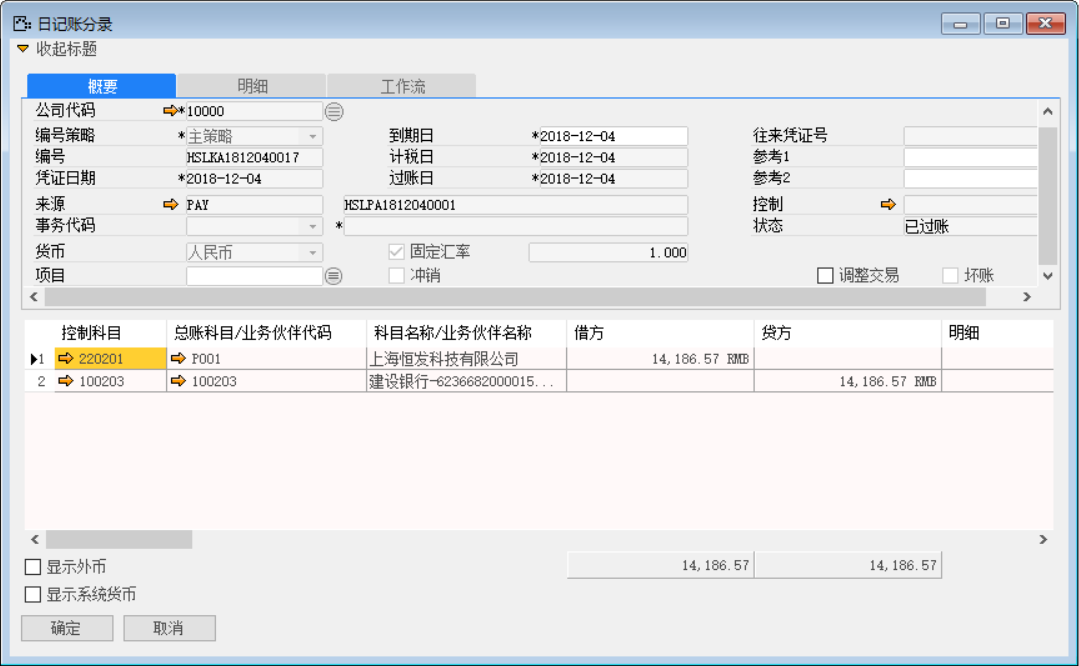 日记账分录
收起标题
概要 明细 工作流
公司代码 *10000
编号策略 *主策略 到期日 *2018-12-04 往来凭证号
编号 HSLKA1812040017 计税日 *2018-12-04 参考1
凭证日期 *2018-12-04 过账日 *2018-12-04 参考2
来源 PAY HSLPA1812040001 控制
事务代码 * 状态 已过账
货币 人民币 固定汇率 1.000
项目 冲销 调整交易 坏账
控制科目 总账科目/业务伙伴代码 科目名称/业务伙伴名称 借方 贷方 明细
1 220201 P001 上海恒发科技有限公司 14,186.57 RMB
2 100203 100203 建设银行-6236682000015... 14,186.57 RMB
显示外币 14,186.57 14,186.57
显示系统货币
确定 取消